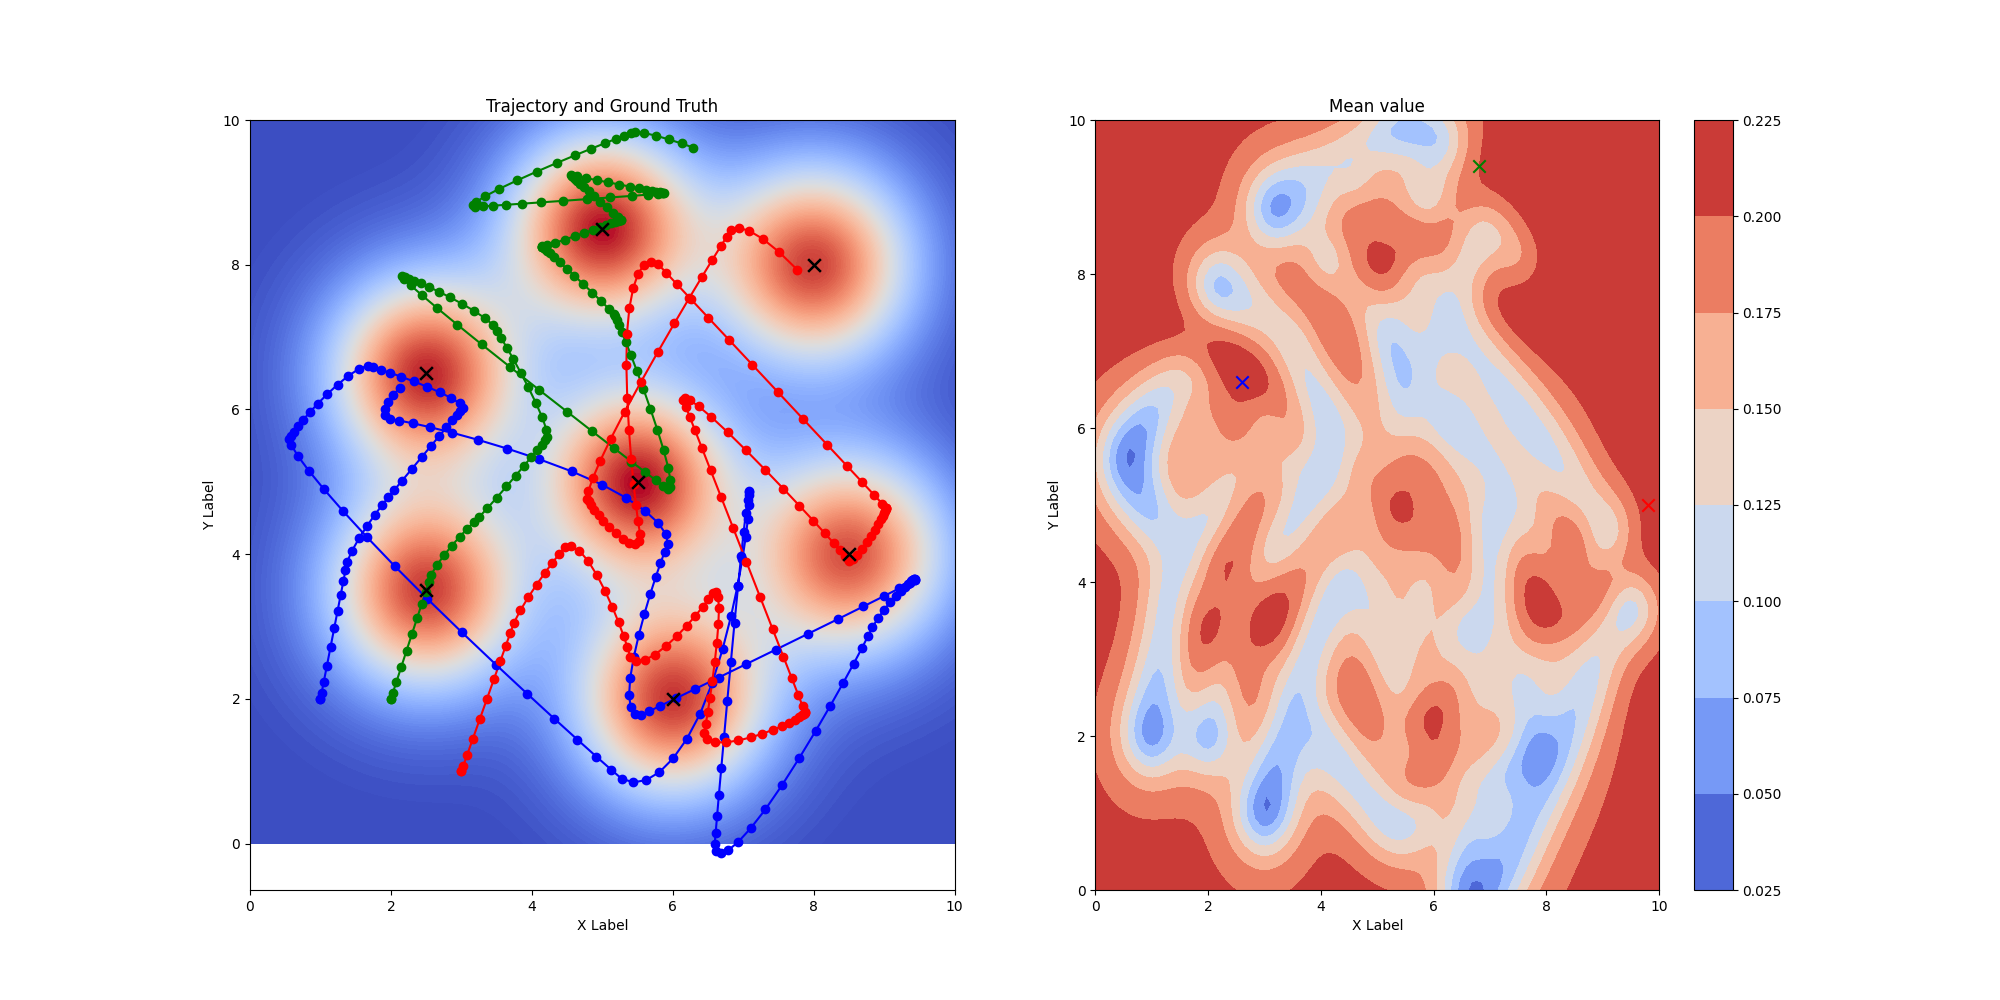 Trajectory and Ground Truth
10
8
6
4
2
0
Y Label
0 2 4 6 8 10
X Label
Mean value
10
8
6
4
2
0
Y Label
0 2 4 6 8 10
X Label
0.225
0.200
0.175
0.150
0.125
0.100
0.075
0.050
0.025